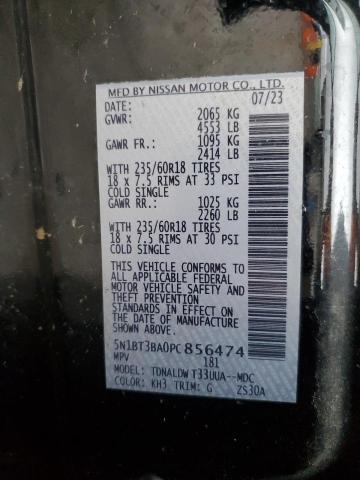 MFD BY NISSAN MOTOR CO., LTD.
DATE: 07/23
GVWR: 2065 KG
4553 LB
GAWR FR.: 1095 KG
2414 LB
WITH 235/60R18 TIRES
18 x 7.5 RIMS AT 33 PSI
COLD SINGLE
GAWR RR.: 1025 KG
2260 LB
WITH 235/60R18 TIRES
18 x 7.5 RIMS AT 30 PSI
COLD SINGLE
THIS VEHICLE CONFORMS TO
ALL APPLICABLE FEDERAL
MOTOR VEHICLE SAFETY AND
THEFT PREVENTION
STANDARDS IN EFFECT ON THE
DATE OF MANUFACTURE SHOWN
ABOVE.
5N1BT3BA0PC856474
MPV 181
MODEL: TDNALDW T33UUA--MDC
COLOR: KH3 TRIM: G ZS30A